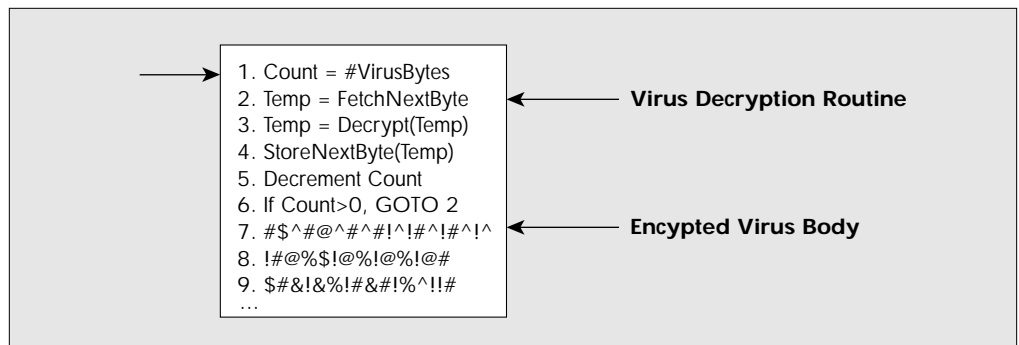 1. Count = #VirusBytes
2. Temp = FetchNextByte
Virus Decryption Routine
3. Temp = Decrypt(Temp)
4. StoreNextByte(Temp)
5. Decrement Count
6. If Count>0, GOTO 2
7. #$^#@^#^#!^!#^!#^!^
Encypted Virus Body
8. !#@%$!@%!@%!@#
9. $#&!&%!#&#!%^!!#
...